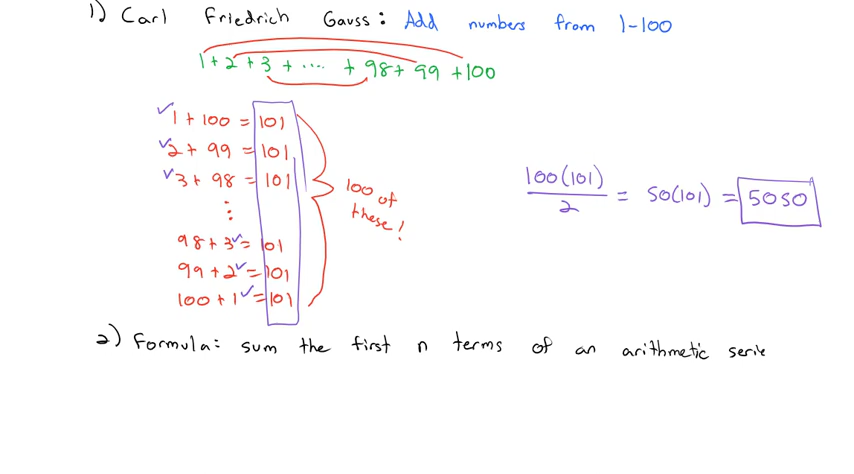 1) Carl Friedrich Gauss: Add numbers from 1-100
1 + 2 + 3 + .... + 98 + 99 + 100
✓1 + 100 = 101
✓2 + 99 = 101
✓3 + 98 = 101
⋮
98 + 3✓= 101
99 + 2✓= 101
100 + 1✓= 101
100 of
these!
100(101)/2 = 50(101) = 5050
2) Formula: sum the first n terms of an arithmetic serie